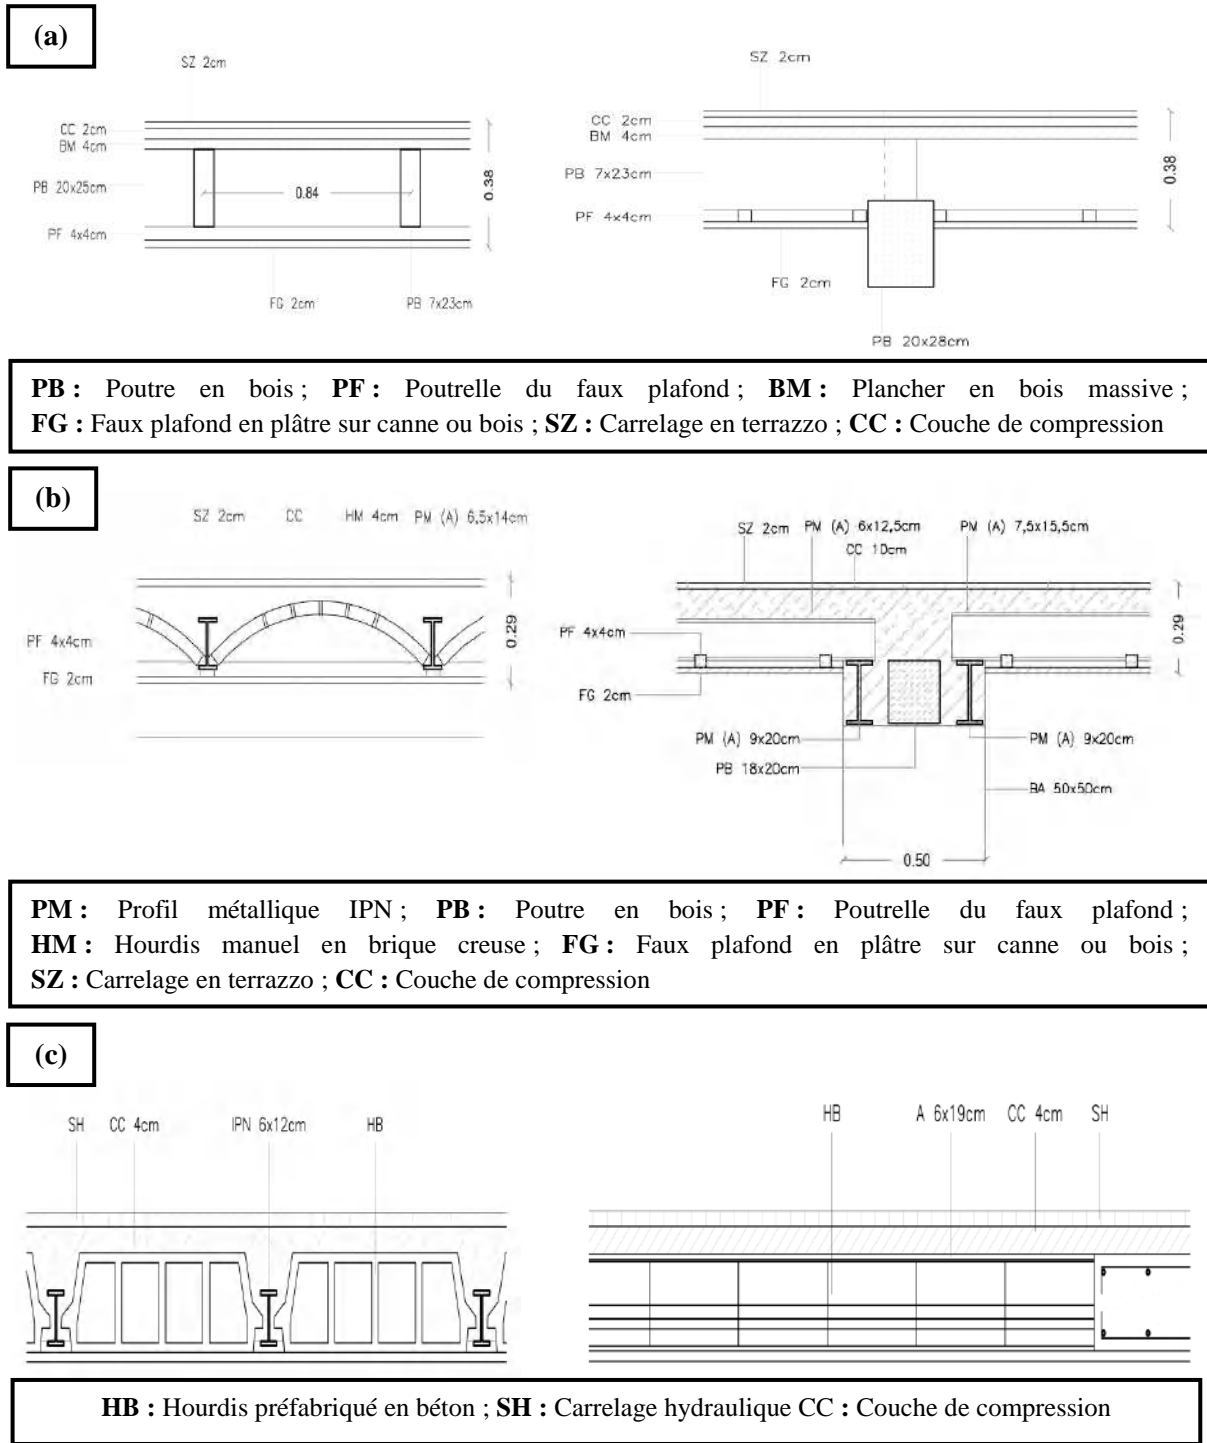 (a)
SZ 2cm
CC 2cm
BM 4cm
PB 20x25cm
0.84
0.38
PF 4x4cm
FG 2cm
PB 7x23cm
SZ 2cm
CC 2cm
BM 4cm
PB 7x23cm
0.38
PF 4x4cm
FG 2cm
PB 20x28cm
PB : Poutre en bois ; PF : Poutrelle du faux plafond ; BM : Plancher en bois massive ;
FG : Faux plafond en plâtre sur canne ou bois ; SZ : Carrelage en terrazzo ; CC : Couche de compression
(b)
SZ 2cm CC HM 4cm PM (A) 6,5x14cm
0.29
PF 4x4cm
FG 2cm
SZ 2cm PM (A) 6x12,5cm PM (A) 7,5x15,5cm
CC 10cm
PF 4x4cm
0.29
FG 2cm
PM (A) 9x20cm PM (A) 9x20cm
PB 18x20cm
BA 50x50cm
0.50
PM : Profil métallique IPN ; PB : Poutre en bois ; PF : Poutrelle du faux plafond ;
HM : Hourdis manuel en brique creuse ; FG : Faux plafond en plâtre sur canne ou bois ;
SZ : Carrelage en terrazzo ; CC : Couche de compression
(c)
SH CC 4cm IPN 6x12cm HB
HB A 6x19cm CC 4cm SH
HB : Hourdis préfabriqué en béton ; SH : Carrelage hydraulique CC : Couche de compression